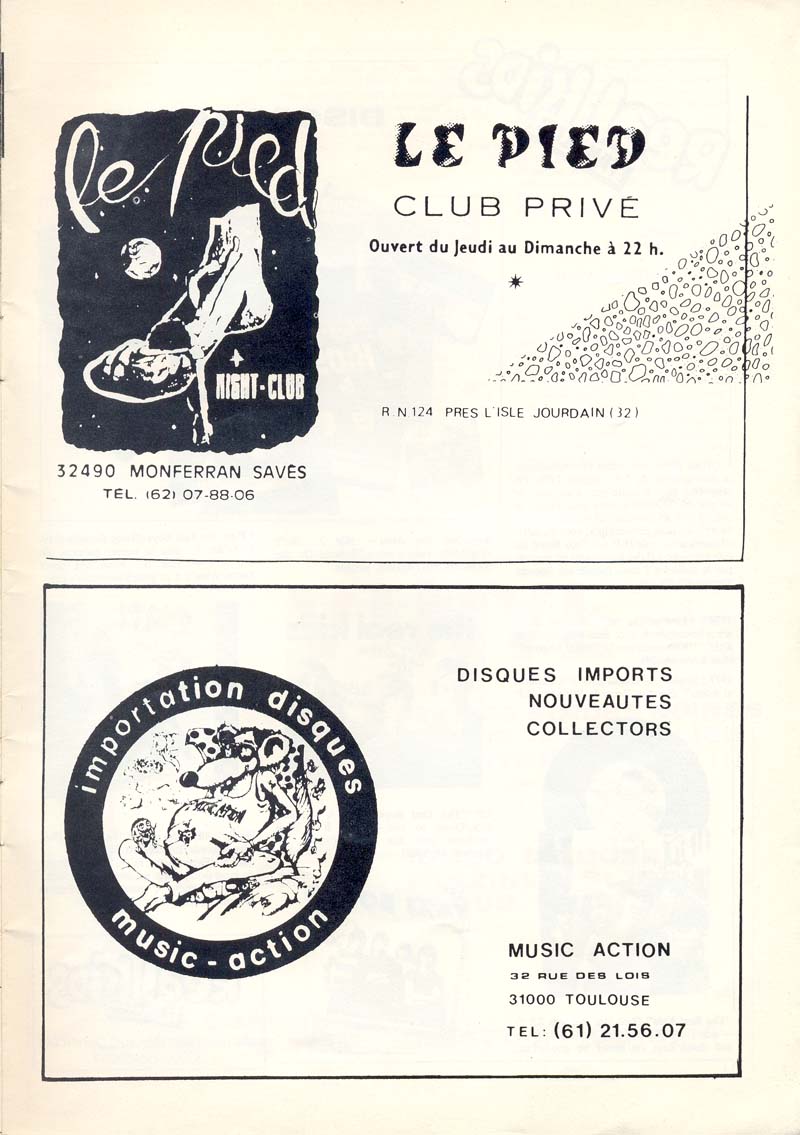 le pied
NIGHT-CLUB
32490 MONFERRAN SAVÈS
TÉL. (62) 07-88-06
LE PIED
CLUB PRIVÉ
Ouvert du Jeudi au Dimanche à 22 h.
R.N.124 PRES L'ISLE JOURDAIN (32)
importation disques
music-action
DISQUES IMPORTS
NOUVEAUTES
COLLECTORS
MUSIC ACTION
32 RUE DES LOIS
31000 TOULOUSE
TEL: (61) 21.56.07